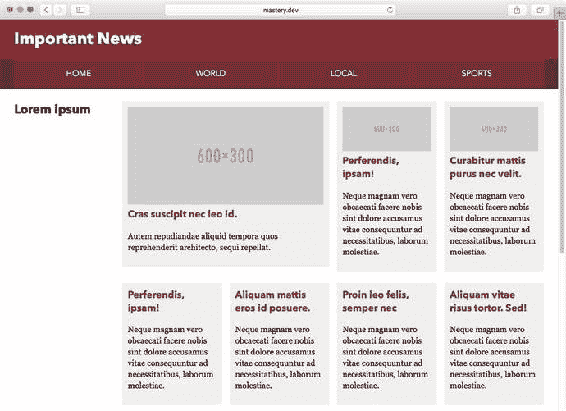 mastery.dev
Important News
HOME WORLD LOCAL SPORTS
Lorem ipsum
600×300
Cras suscipit nec leo id.
Autem repudiandae aliquid tempora quos
reprehenderit architecto, sequi repellat.
600×300
Perferendis,
ipsam!
Neque magnam vero
obcaecati facere nobis
sint dolore accusamus
vitae consequuntur ad
necessitatibus, laborum
molestiae.
600×300
Curabitur mattis
purus nec velit.
Neque magnam vero
obcaecati facere nobis
sint dolore accusamus
vitae consequuntur ad
necessitatibus, laborum
molestiae.
Perferendis,
ipsam!
Neque magnam vero
obcaecati facere nobis
sint dolore accusamus
vitae consequuntur ad
necessitatibus, laborum
molestiae.
Aliquam mattis
eros id posuere.
Neque magnam vero
obcaecati facere nobis
sint dolore accusamus
vitae consequuntur ad
necessitatibus, laborum
molestiae.
Proin leo felis,
semper nec
Neque magnam vero
obcaecati facere nobis
sint dolore accusamus
vitae consequuntur ad
necessitatibus, laborum
molestiae.
Aliquam vitae
risus tortor. Sed!
Neque magnam vero
obcaecati facere nobis
sint dolore accusamus
vitae consequuntur ad
necessitatibus, laborum
molestiae.